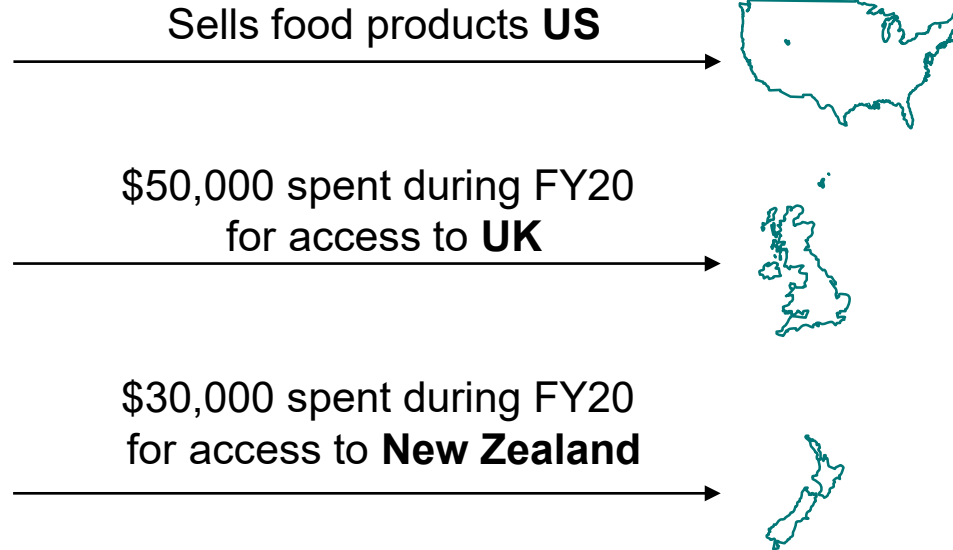 Sells food products US
$50,000 spent during FY20
for access to UK
$30,000 spent during FY20
for access to New Zealand